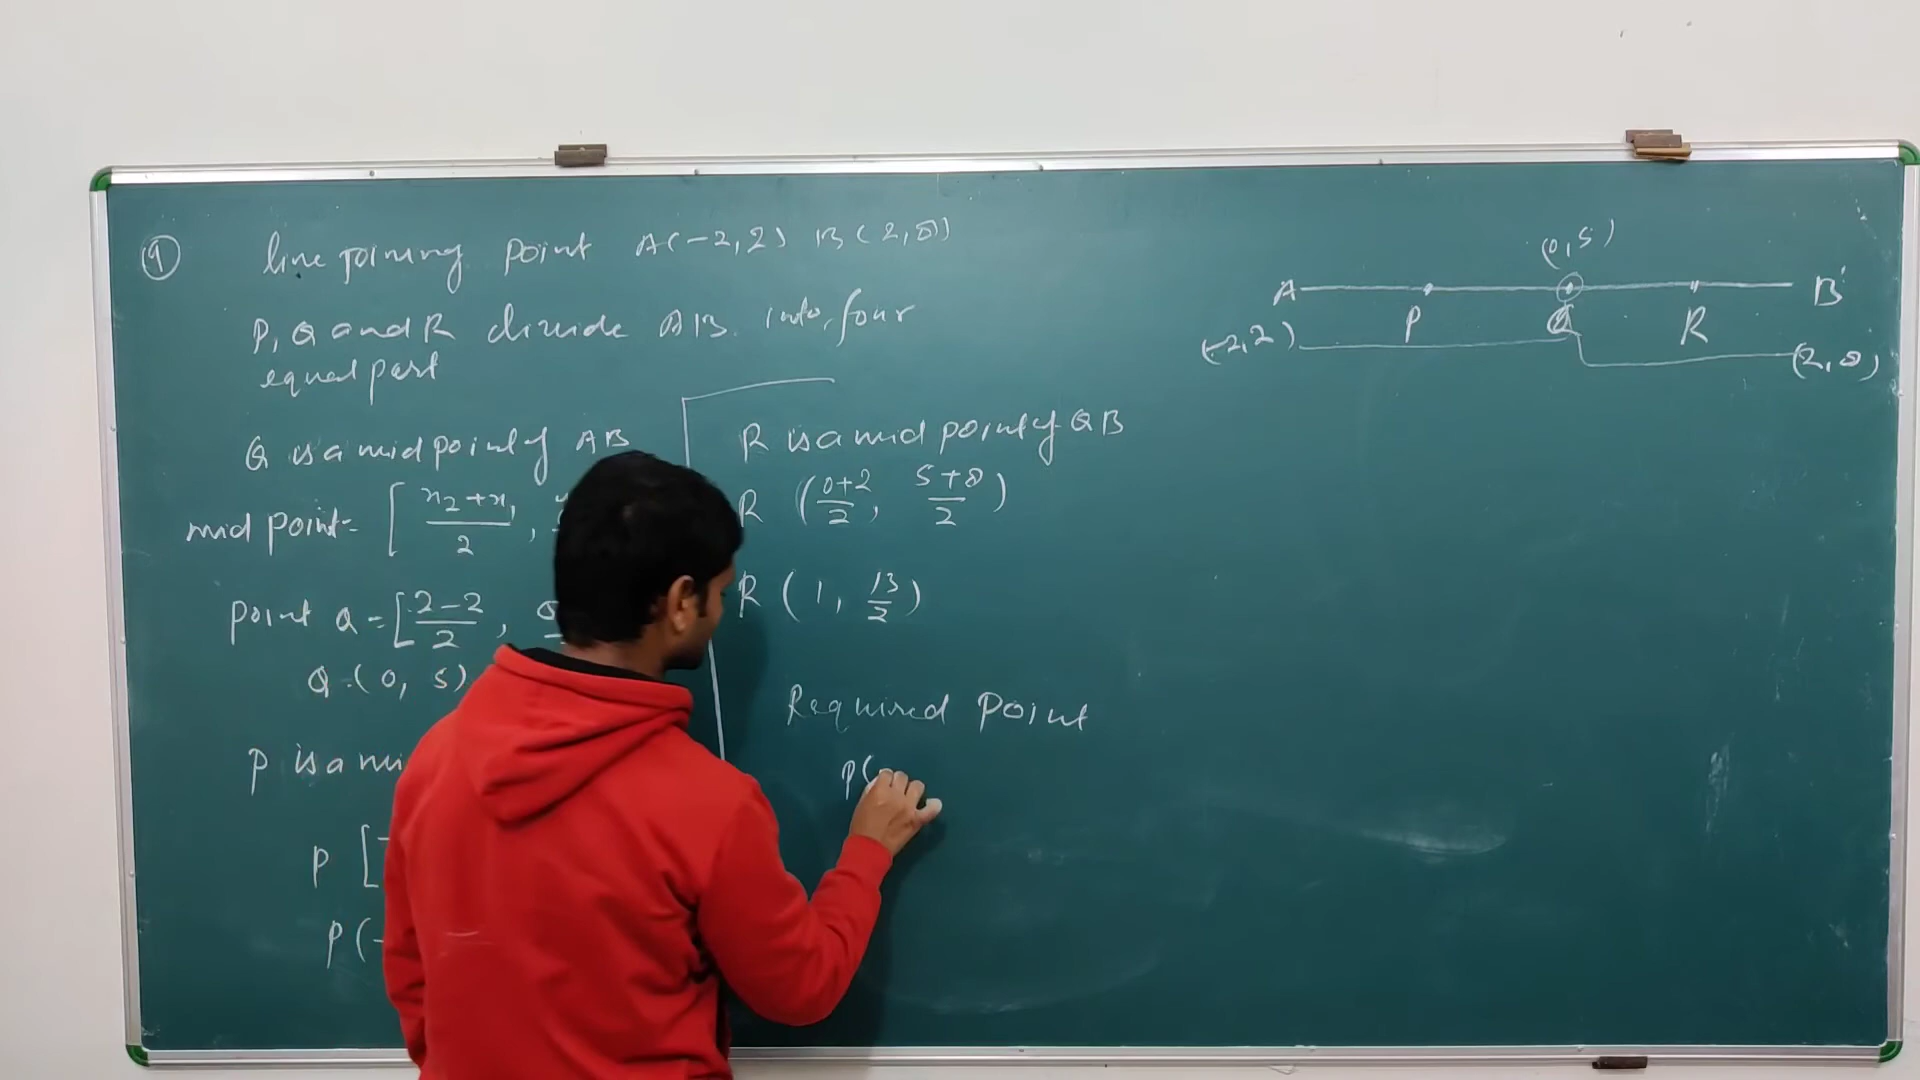 9 line joining point A(-2,2) B(2,8)
P, Q and R divide AB. into four
equal part
Q is a mid point of AB
mid point = [ x₂+x₁/2 ,
point Q = [ 2-2/2 ,
Q (0, 5)
P is a mi
P [
P(-
R is a mid point of QB
R (0+2/2, 5+8/2)
R (1, 13/2)
Required Point
P(
(0,5)
A B
P Q R
(-2,2) (2,8)